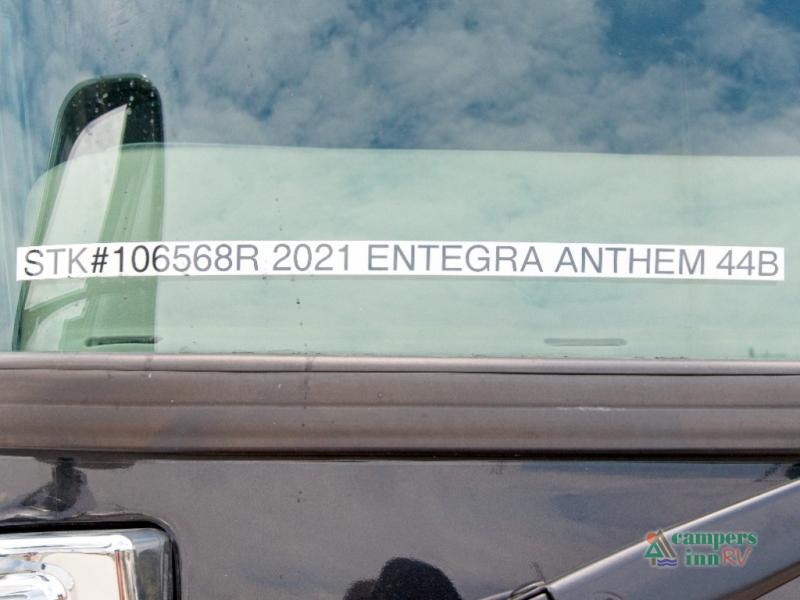 STK#106568R 2021 ENTEGRA ANTHEM 44B
campers
inn RV